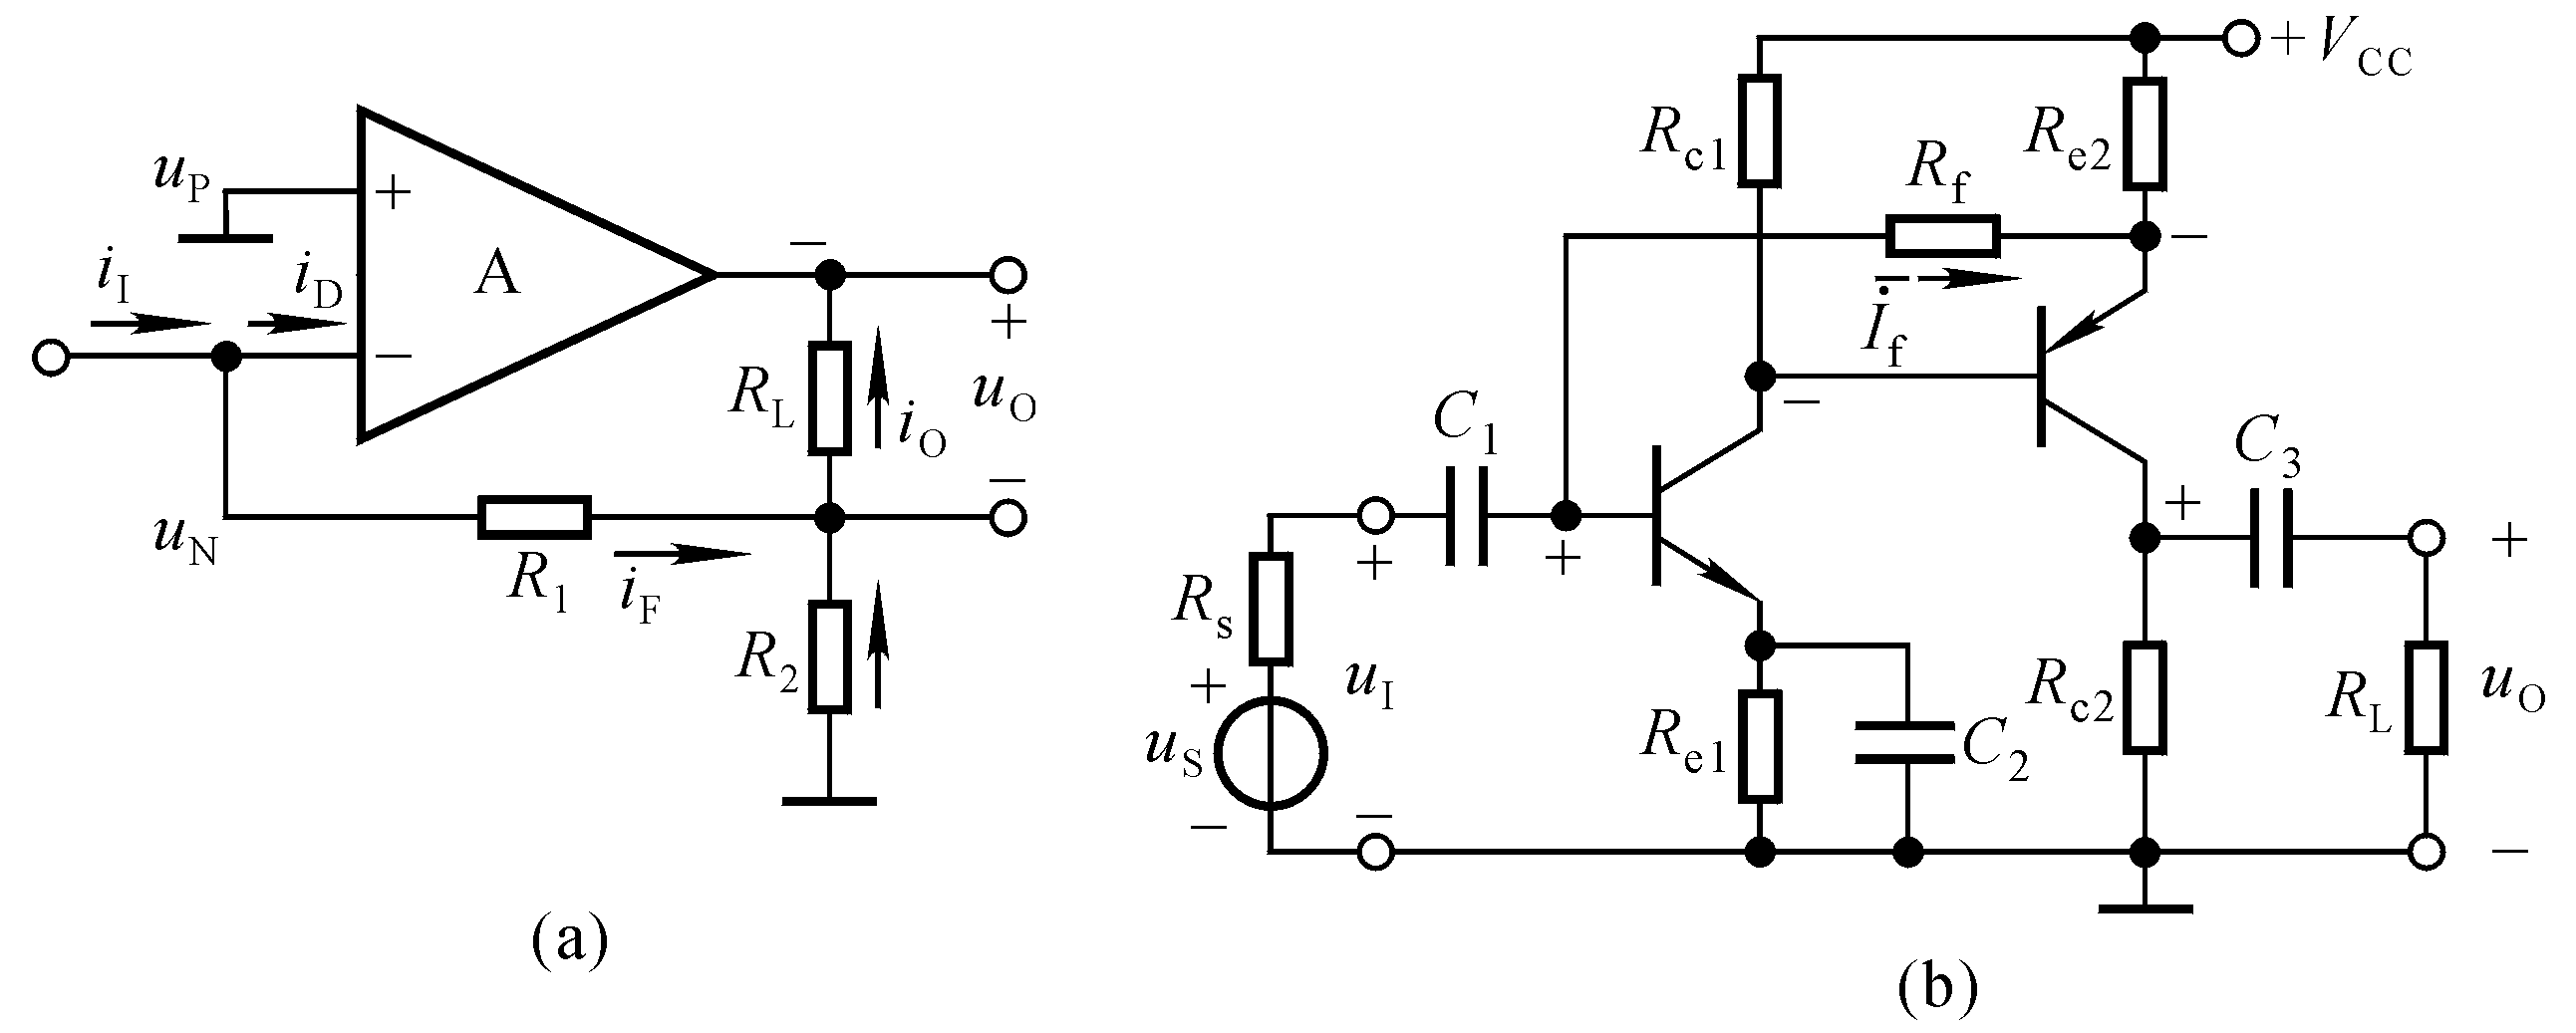 u_P
+
i_I
i_D
A
−
−
+
R_L
i_O
u_O
−
u_N
R_1
i_F
R_2
(a)
+V_CC
R_c1
R_e2
R_f
−
İ_f
−
C_1
C_3
+
+
+
+
R_s
+
u_S
−
u_I
−
R_e1
C_2
R_c2
R_L
u_O
−
(b)